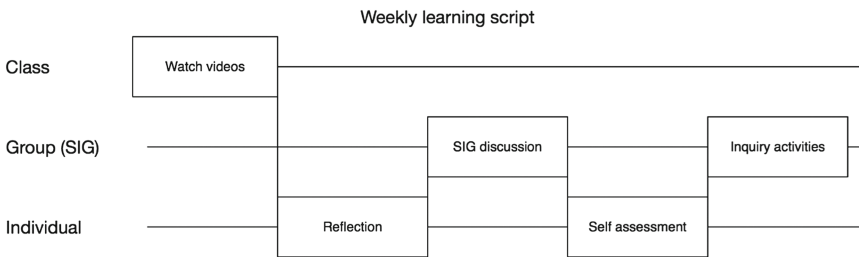 Weekly learning script
Class
Watch videos
Group (SIG)
SIG discussion
Inquiry activities
Individual
Reflection
Self assessment